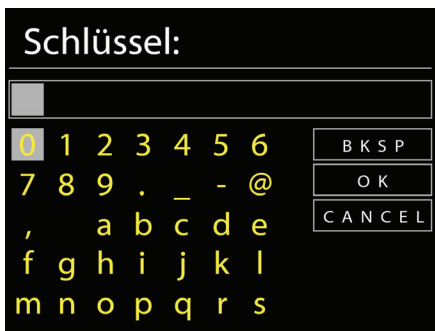 Schlüssel:
0 1 2 3 4 5 6
BKSP
7 8 9 . _ - @
OK
, a b c d e
CANCEL
f g h i j k l
m n o p q r s